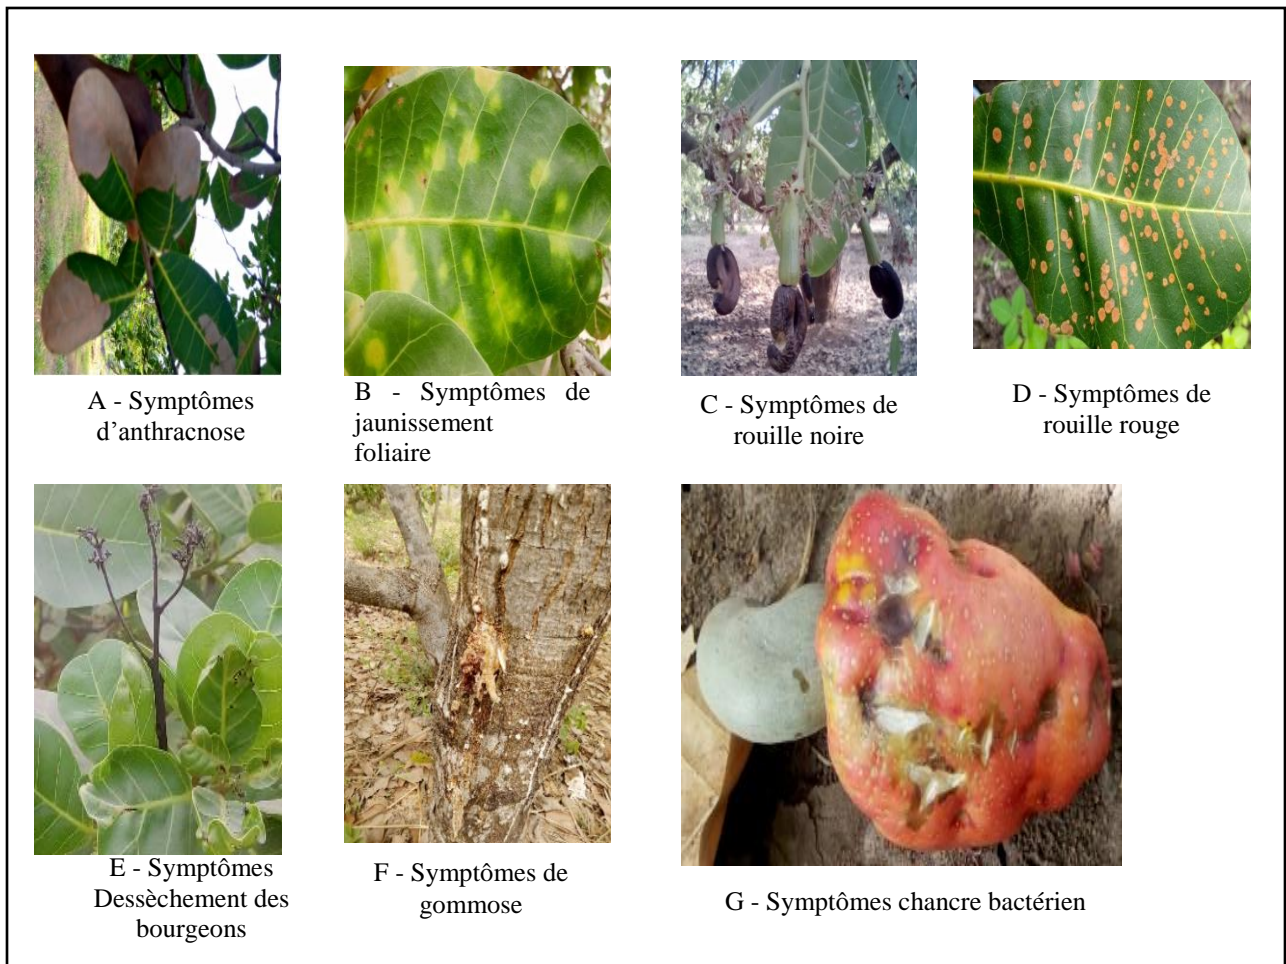 A - Symptômes
d’anthracnose
B - Symptômes de
jaunissement
foliaire
C - Symptômes de
rouille noire
D - Symptômes de
rouille rouge
E - Symptômes
Dessèchement des
bourgeons
F - Symptômes de
gommose
G - Symptômes chancre bactérien